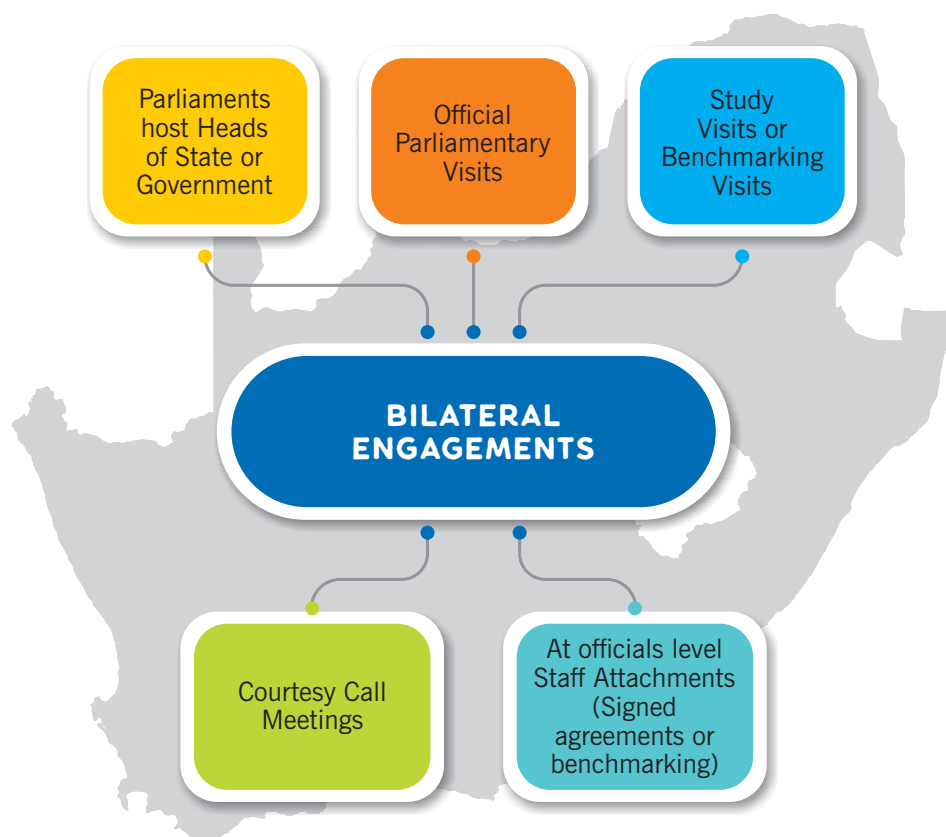 Parliaments
host Heads
of State or
Government
Official
Parliamentary
Visits
Study
Visits or
Benchmarking
Visits
BILATERAL
ENGAGEMENTS
Courtesy Call
Meetings
At officials level
Staff Attachments
(Signed
agreements or
benchmarking)